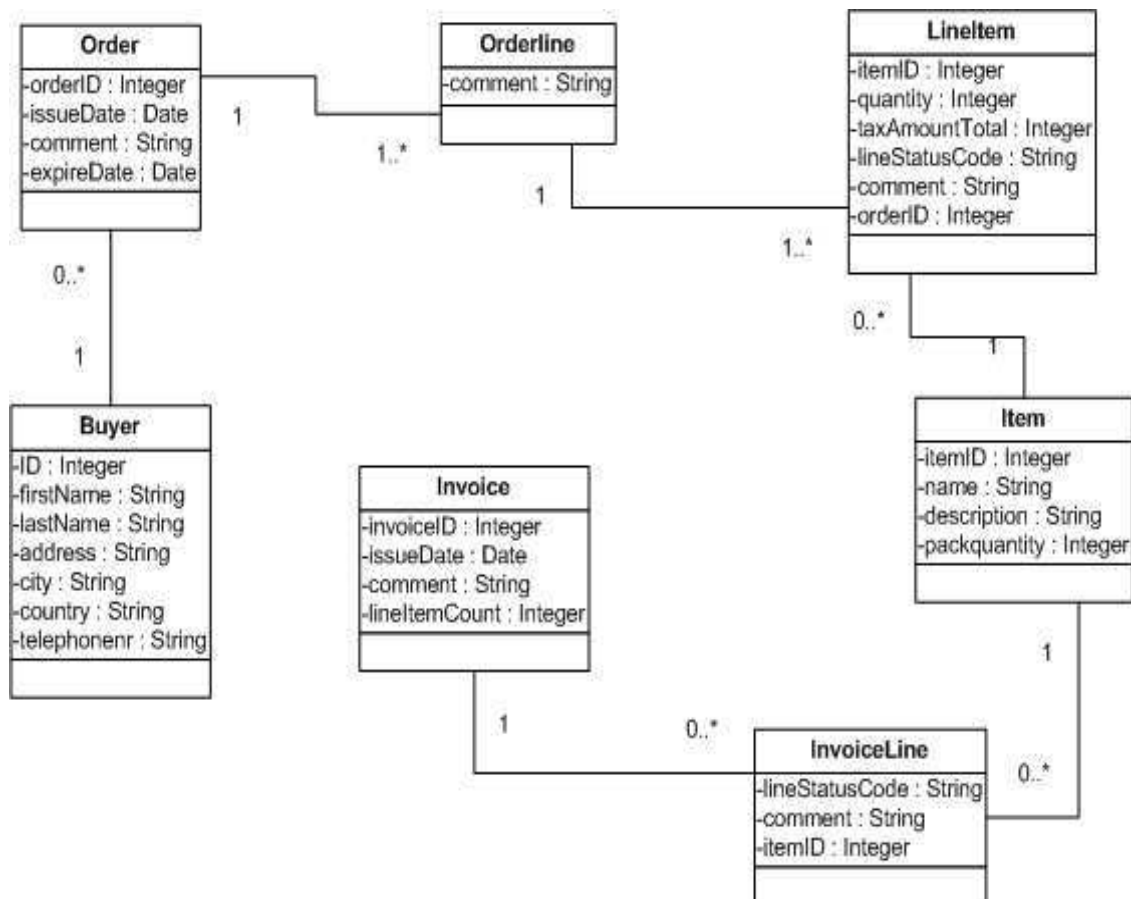 Order
-orderID : Integer
-issueDate : Date
-comment : String
-expireDate : Date
Orderline
-comment : String
LineItem
-itemID : Integer
-quantity : Integer
-taxAmountTotal : Integer
-lineStatusCode : String
-comment : String
-orderID : Integer
1
1..*
1
1..*
0..*
1
0..*
1
Buyer
-ID : Integer
-firstName : String
-lastName : String
-address : String
-city : String
-country : String
-telephonenr : String
Invoice
-invoiceID : Integer
-issueDate : Date
-comment : String
-lineItemCount : Integer
Item
-itemID : Integer
-name : String
-description : String
-packquantity : Integer
1
0..*
1
0..*
InvoiceLine
-lineStatusCode : String
-comment : String
-itemID : Integer